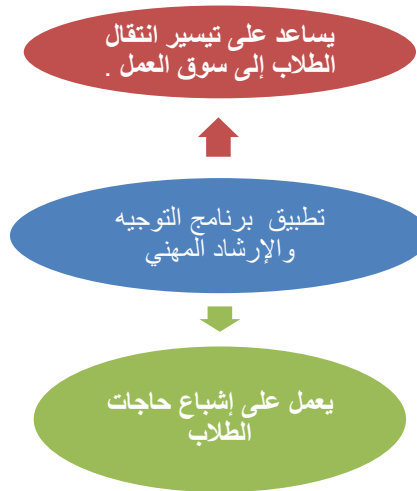 يساعد على تيسير انتقال
الطلاب إلى سوق العمل .
تطبيق برنامج التوجيه
والإرشاد المهني
يعمل على إشباع حاجات
الطلاب